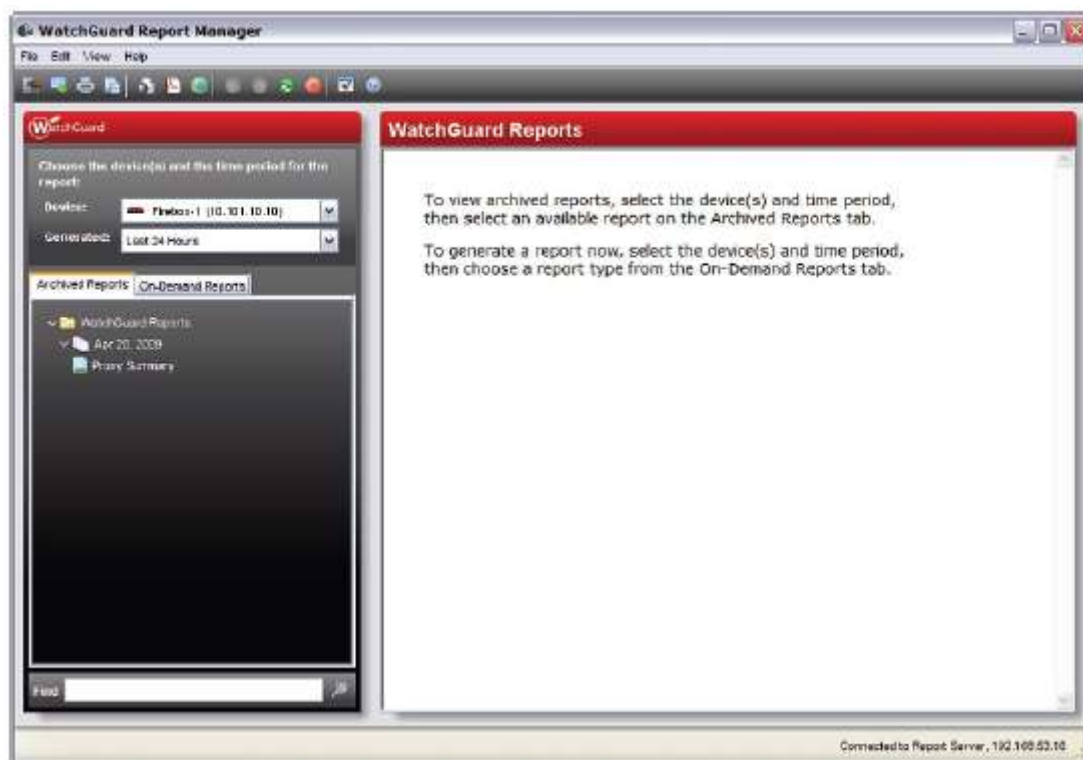 WatchGuard Report Manager
File Edit View Help
WatchGuard
Choose the device(s) and the time period for the
report:
Device: Firebox-1 (10.101.10.10)
Generated: Last 24 Hours
Archived Reports On-Demand Reports
WatchGuard Reports
Apr 20, 2009
Proxy Summary
Find
WatchGuard Reports
To view archived reports, select the device(s) and time period,
then select an available report on the Archived Reports tab.
To generate a report now, select the device(s) and time period,
then choose a report type from the On-Demand Reports tab.
Connected to Report Server, 192.168.53.16